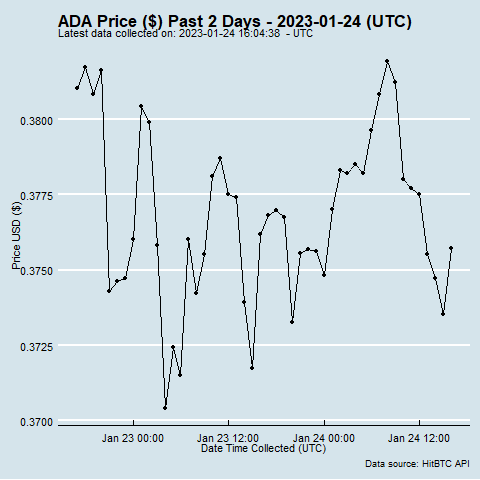 ADA Price ($) Past 2 Days - 2023-01-24 (UTC)
Latest data collected on: 2023-01-24 16:04:38 - UTC
Price USD ($)
0.3800
0.3775
0.3750
0.3725
0.3700
Jan 23 00:00 Jan 23 12:00 Jan 24 00:00 Jan 24 12:00
Date Time Collected (UTC)
Data source: HitBTC API